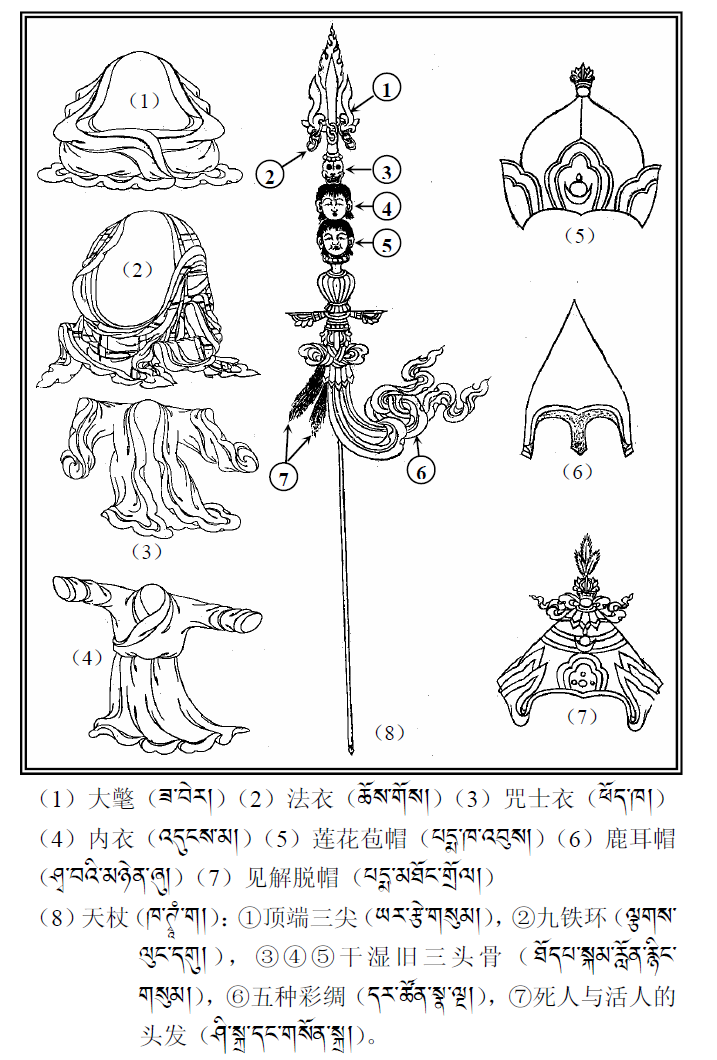 (1)
(2)
(3)
(4)
①
②
③
④
⑤
⑥
⑦
(8)
(5)
(6)
(7)
(1)大氅(ཟ་བེར།)(2)法衣(ཆོས་གོས།)(3)咒士衣(ཕོད་ཁ།)
(4)内衣(འདུངས་མ།)(5)莲花苞帽(པདྨ་ཁ་འབུས།)(6)鹿耳帽
(ཤྭ་བའི་མཉེན་ཞུ།)(7)见解脱帽(པདྨ་མཐོང་གྲོལ།)
(8)天杖(ཁ་ཊྭཱཾ་ག།):①顶端三尖(ཡར་རྩེ་གསུམ།),②九铁环(ལྕགས་
ལུང་དགུ།),③④⑤干湿旧三头骨(ཐོདཔ་སྐམ་རློན་རྙིང་
གསུམ།),⑥五种彩绸(དར་ཚོན་སྣ་ལྔ།),⑦死人与活人的
头发(ཤི་སྐྲ་དང་གསོན་སྐྲ།)。